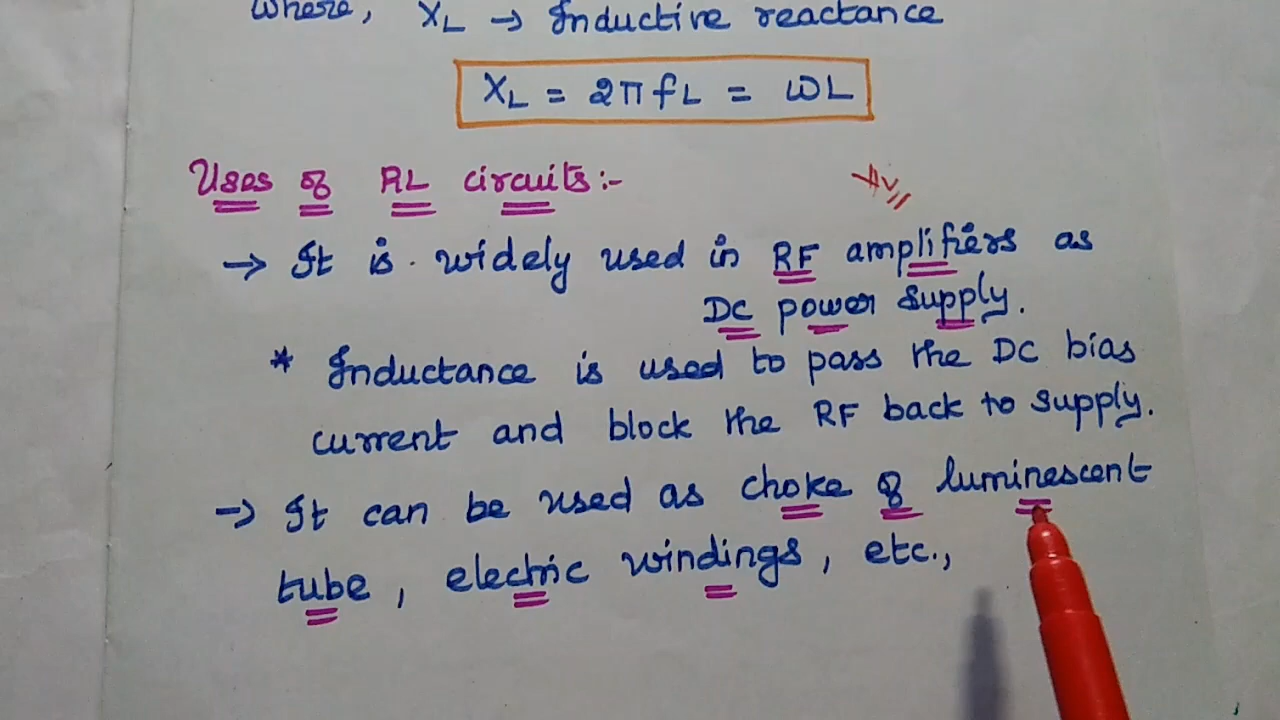 Where, XL → Inductive reactance
XL = 2πfL = ωL
Uses of RL circuits:-
→ It is widely used in RF amplifiers as
DC power supply.
* Inductance is used to pass the DC bias
current and block the RF back to supply.
→ It can be used as choke of luminescent
tube, electric windings, etc.,